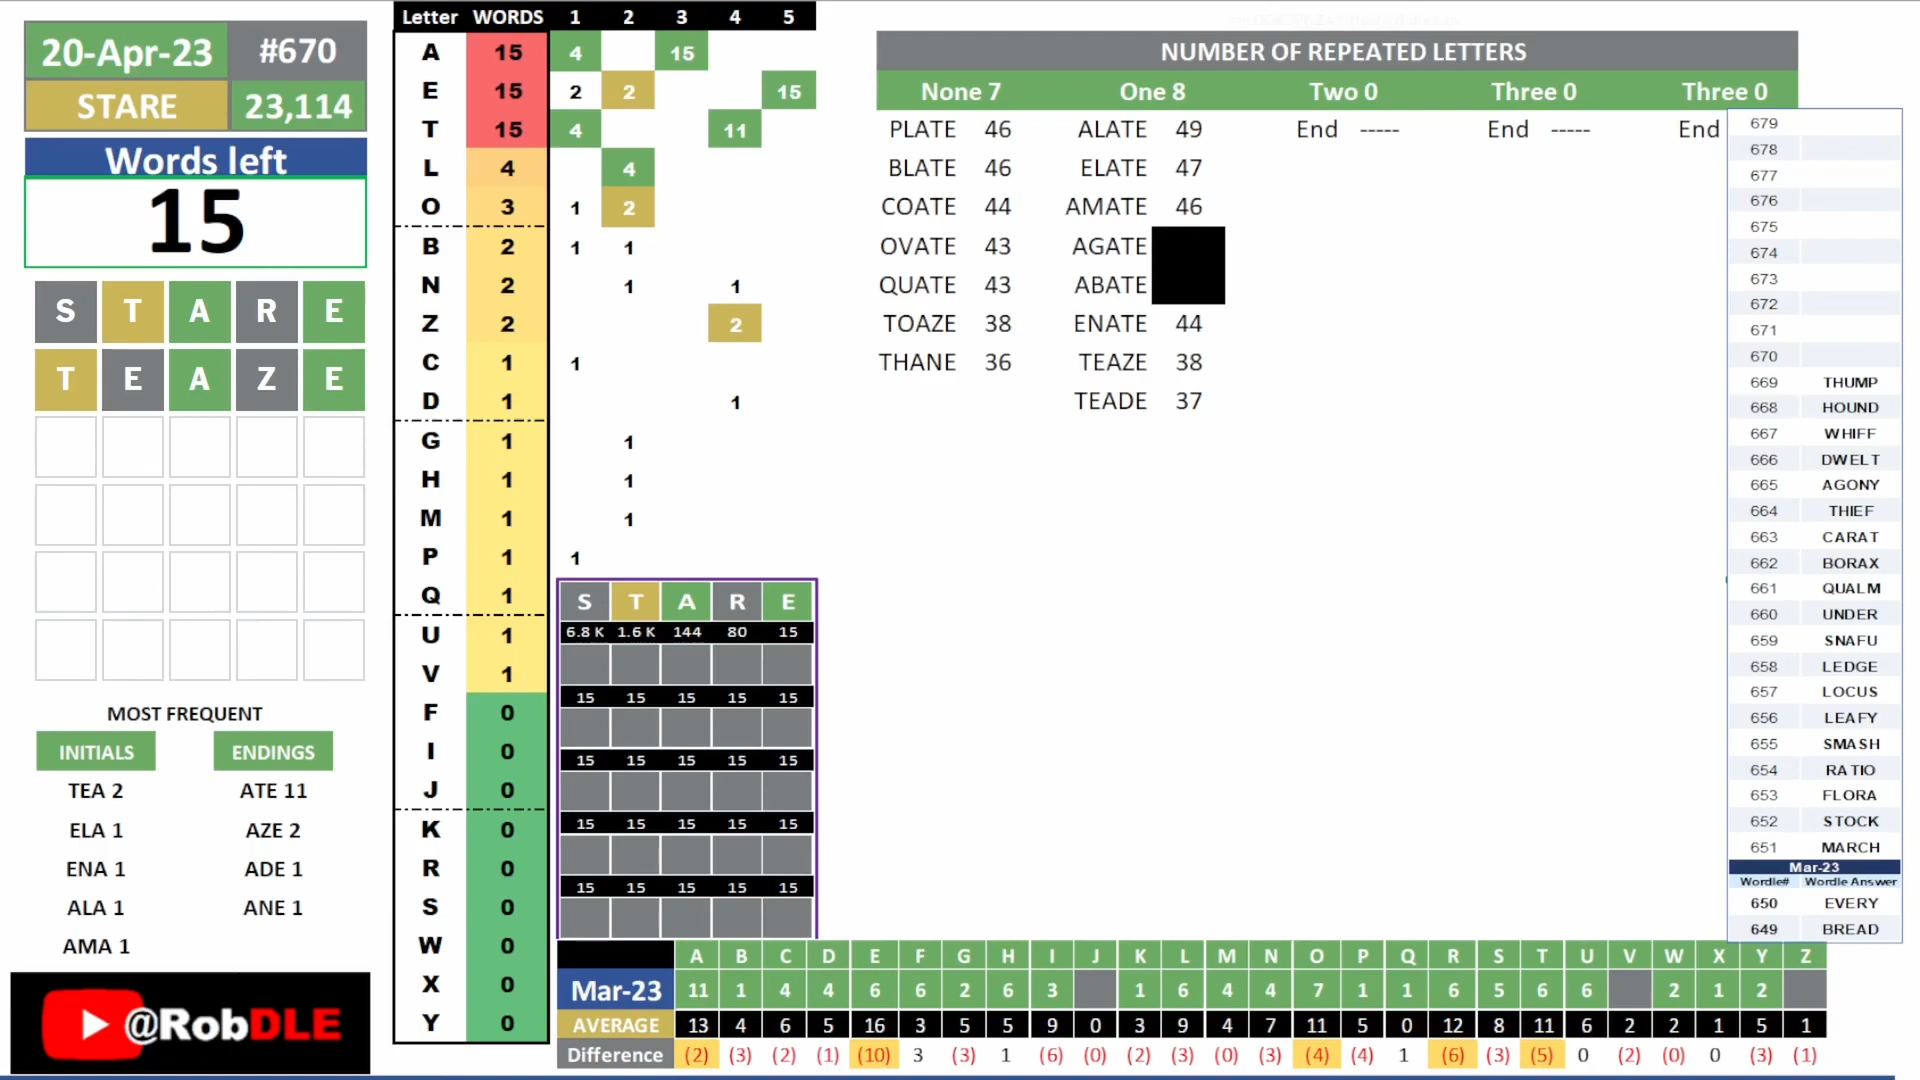 20-Apr-23 #670
STARE 23,114
Words left
15
S T A R E
T E A Z E
MOST FREQUENT
INITIALS ENDINGS
TEA 2 ATE 11
ELA 1 AZE 2
ENA 1 ADE 1
ALA 1 ANE 1
AMA 1
@RobDLE
Letter WORDS 1 2 3 4 5
A 15 4 15
E 15 2 2 15
T 15 4 11
L 4 4
O 3 1 2
B 2 1 1
N 2 1 1
Z 2 2
C 1 1
D 1 1
G 1 1
H 1 1
M 1 1
P 1 1
Q 1
U 1
V 1
F 0
I 0
J 0
K 0
R 0
S 0
W 0
X 0
Y 0
S T A R E
6.8 K 1.6 K 144 80 15
15 15 15 15 15
15 15 15 15 15
15 15 15 15 15
15 15 15 15 15
NUMBER OF REPEATED LETTERS
None 7 One 8 Two 0 Three 0 Three 0
PLATE 46 ALATE 49 End ----- End ----- End
BLATE 46 ELATE 47
COATE 44 AMATE 46
OVATE 43 AGATE
QUATE 43 ABATE
TOAZE 38 ENATE 44
THANE 36 TEAZE 38
TEADE 37
679
678
677
676
675
674
673
672
671
670
669 THUMP
668 HOUND
667 WHIFF
666 DWELT
665 AGONY
664 THIEF
663 CARAT
662 BORAX
661 QUALM
660 UNDER
659 SNAFU
658 LEDGE
657 LOCUS
656 LEAFY
655 SMASH
654 RATIO
653 FLORA
652 STOCK
651 MARCH
Mar-23
Wordle# Wordle Answer
650 EVERY
649 BREAD
A B C D E F G H I J K L M N O P Q R S T U V W X Y Z
Mar-23 11 1 4 4 6 6 2 6 3 1 6 4 4 7 1 1 6 5 6 6 2 1 2
AVERAGE 13 4 6 5 16 3 5 5 9 0 3 9 4 7 11 5 0 12 8 11 6 2 2 1 5 1
Difference (2) (3) (2) (1) (10) 3 (3) 1 (6) (0) (2) (3) (0) (3) (4) (4) 1 (6) (3) (5) 0 (2) (0) 0 (3) (1)